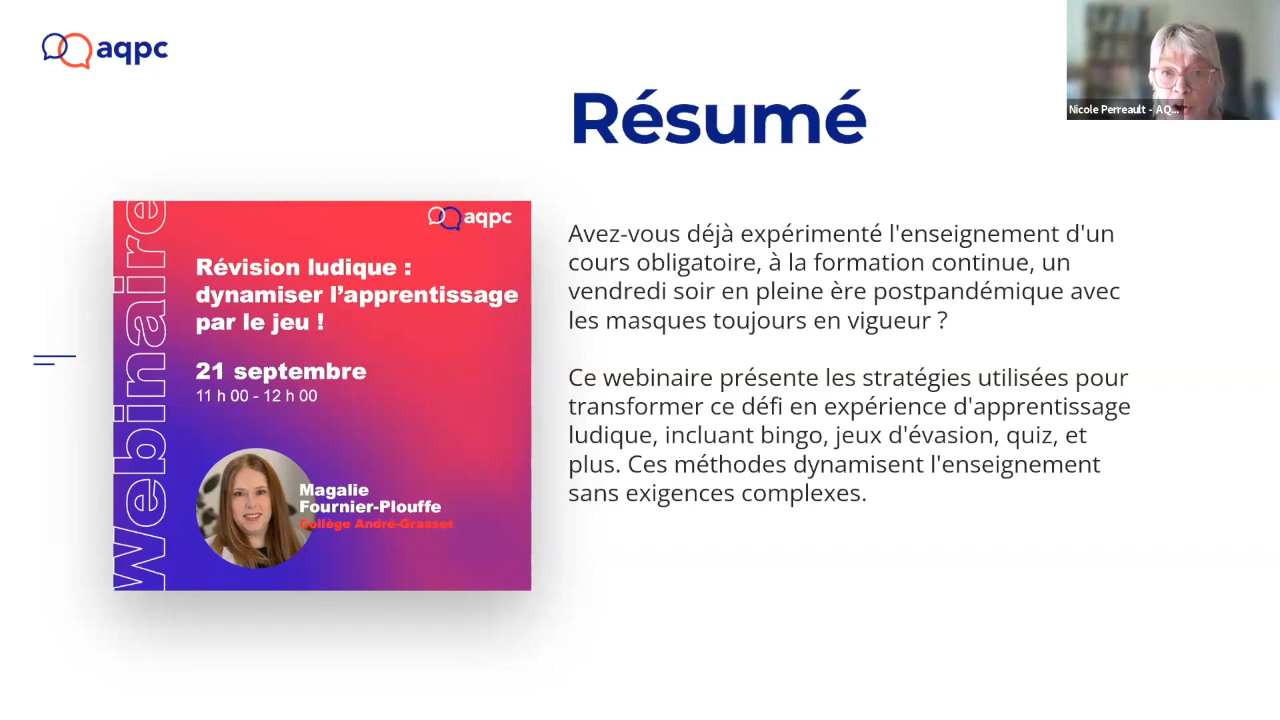 aqpc
Résumé
Nicole Perreault - AQ...
Webinaire
aqpc
Révision ludique :
dynamiser l'apprentissage
par le jeu !
21 septembre
11 h 00 - 12 h 00
Magalie
Fournier-Plouffe
Collège André-Grasset
Avez-vous déjà expérimenté l'enseignement d'un
cours obligatoire, à la formation continue, un
vendredi soir en pleine ère postpandémique avec
les masques toujours en vigueur ?
Ce webinaire présente les stratégies utilisées pour
transformer ce défi en expérience d'apprentissage
ludique, incluant bingo, jeux d'évasion, quiz, et
plus. Ces méthodes dynamisent l'enseignement
sans exigences complexes.